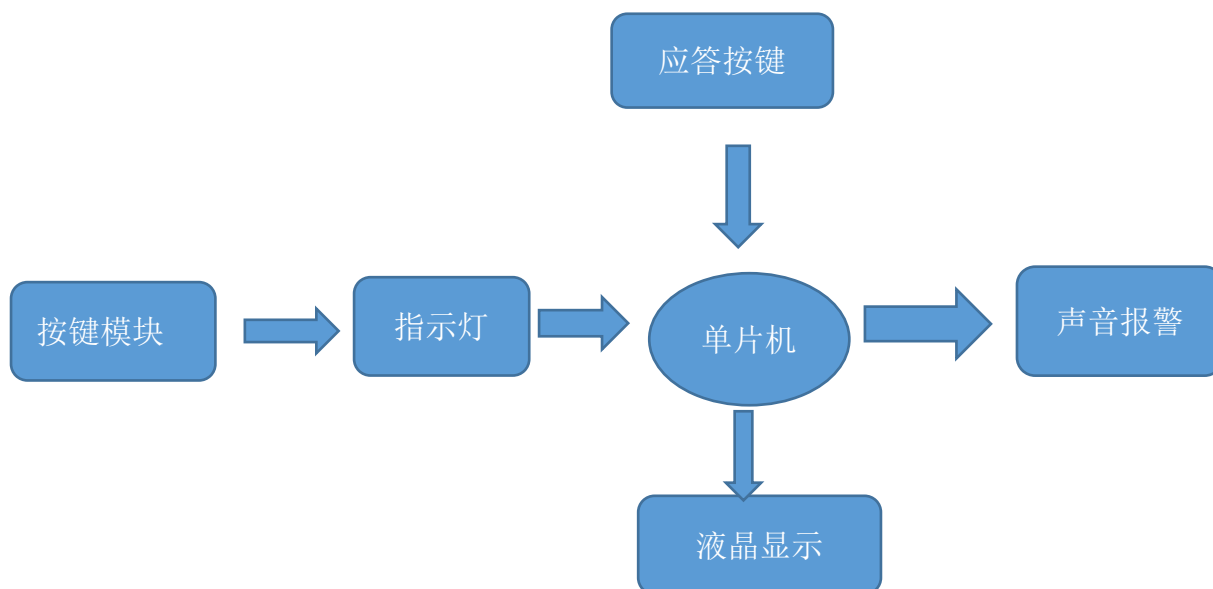 应答按键
按键模块
指示灯
单片机
声音报警
液晶显示